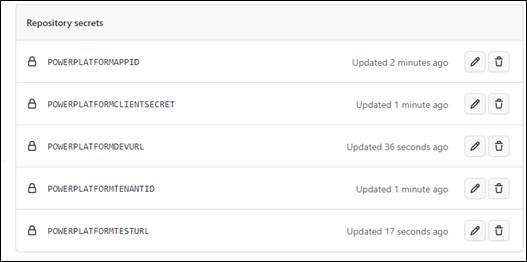 Repository secrets
POWERPLATFORMAPPID Updated 2 minutes ago
POWERPLATFORMCLIENTSECRET Updated 1 minute ago
POWERPLATFORMDEVURL Updated 36 seconds ago
POWERPLATFORMTENANTID Updated 1 minute ago
POWERPLATFORMTESTURL Updated 17 seconds ago